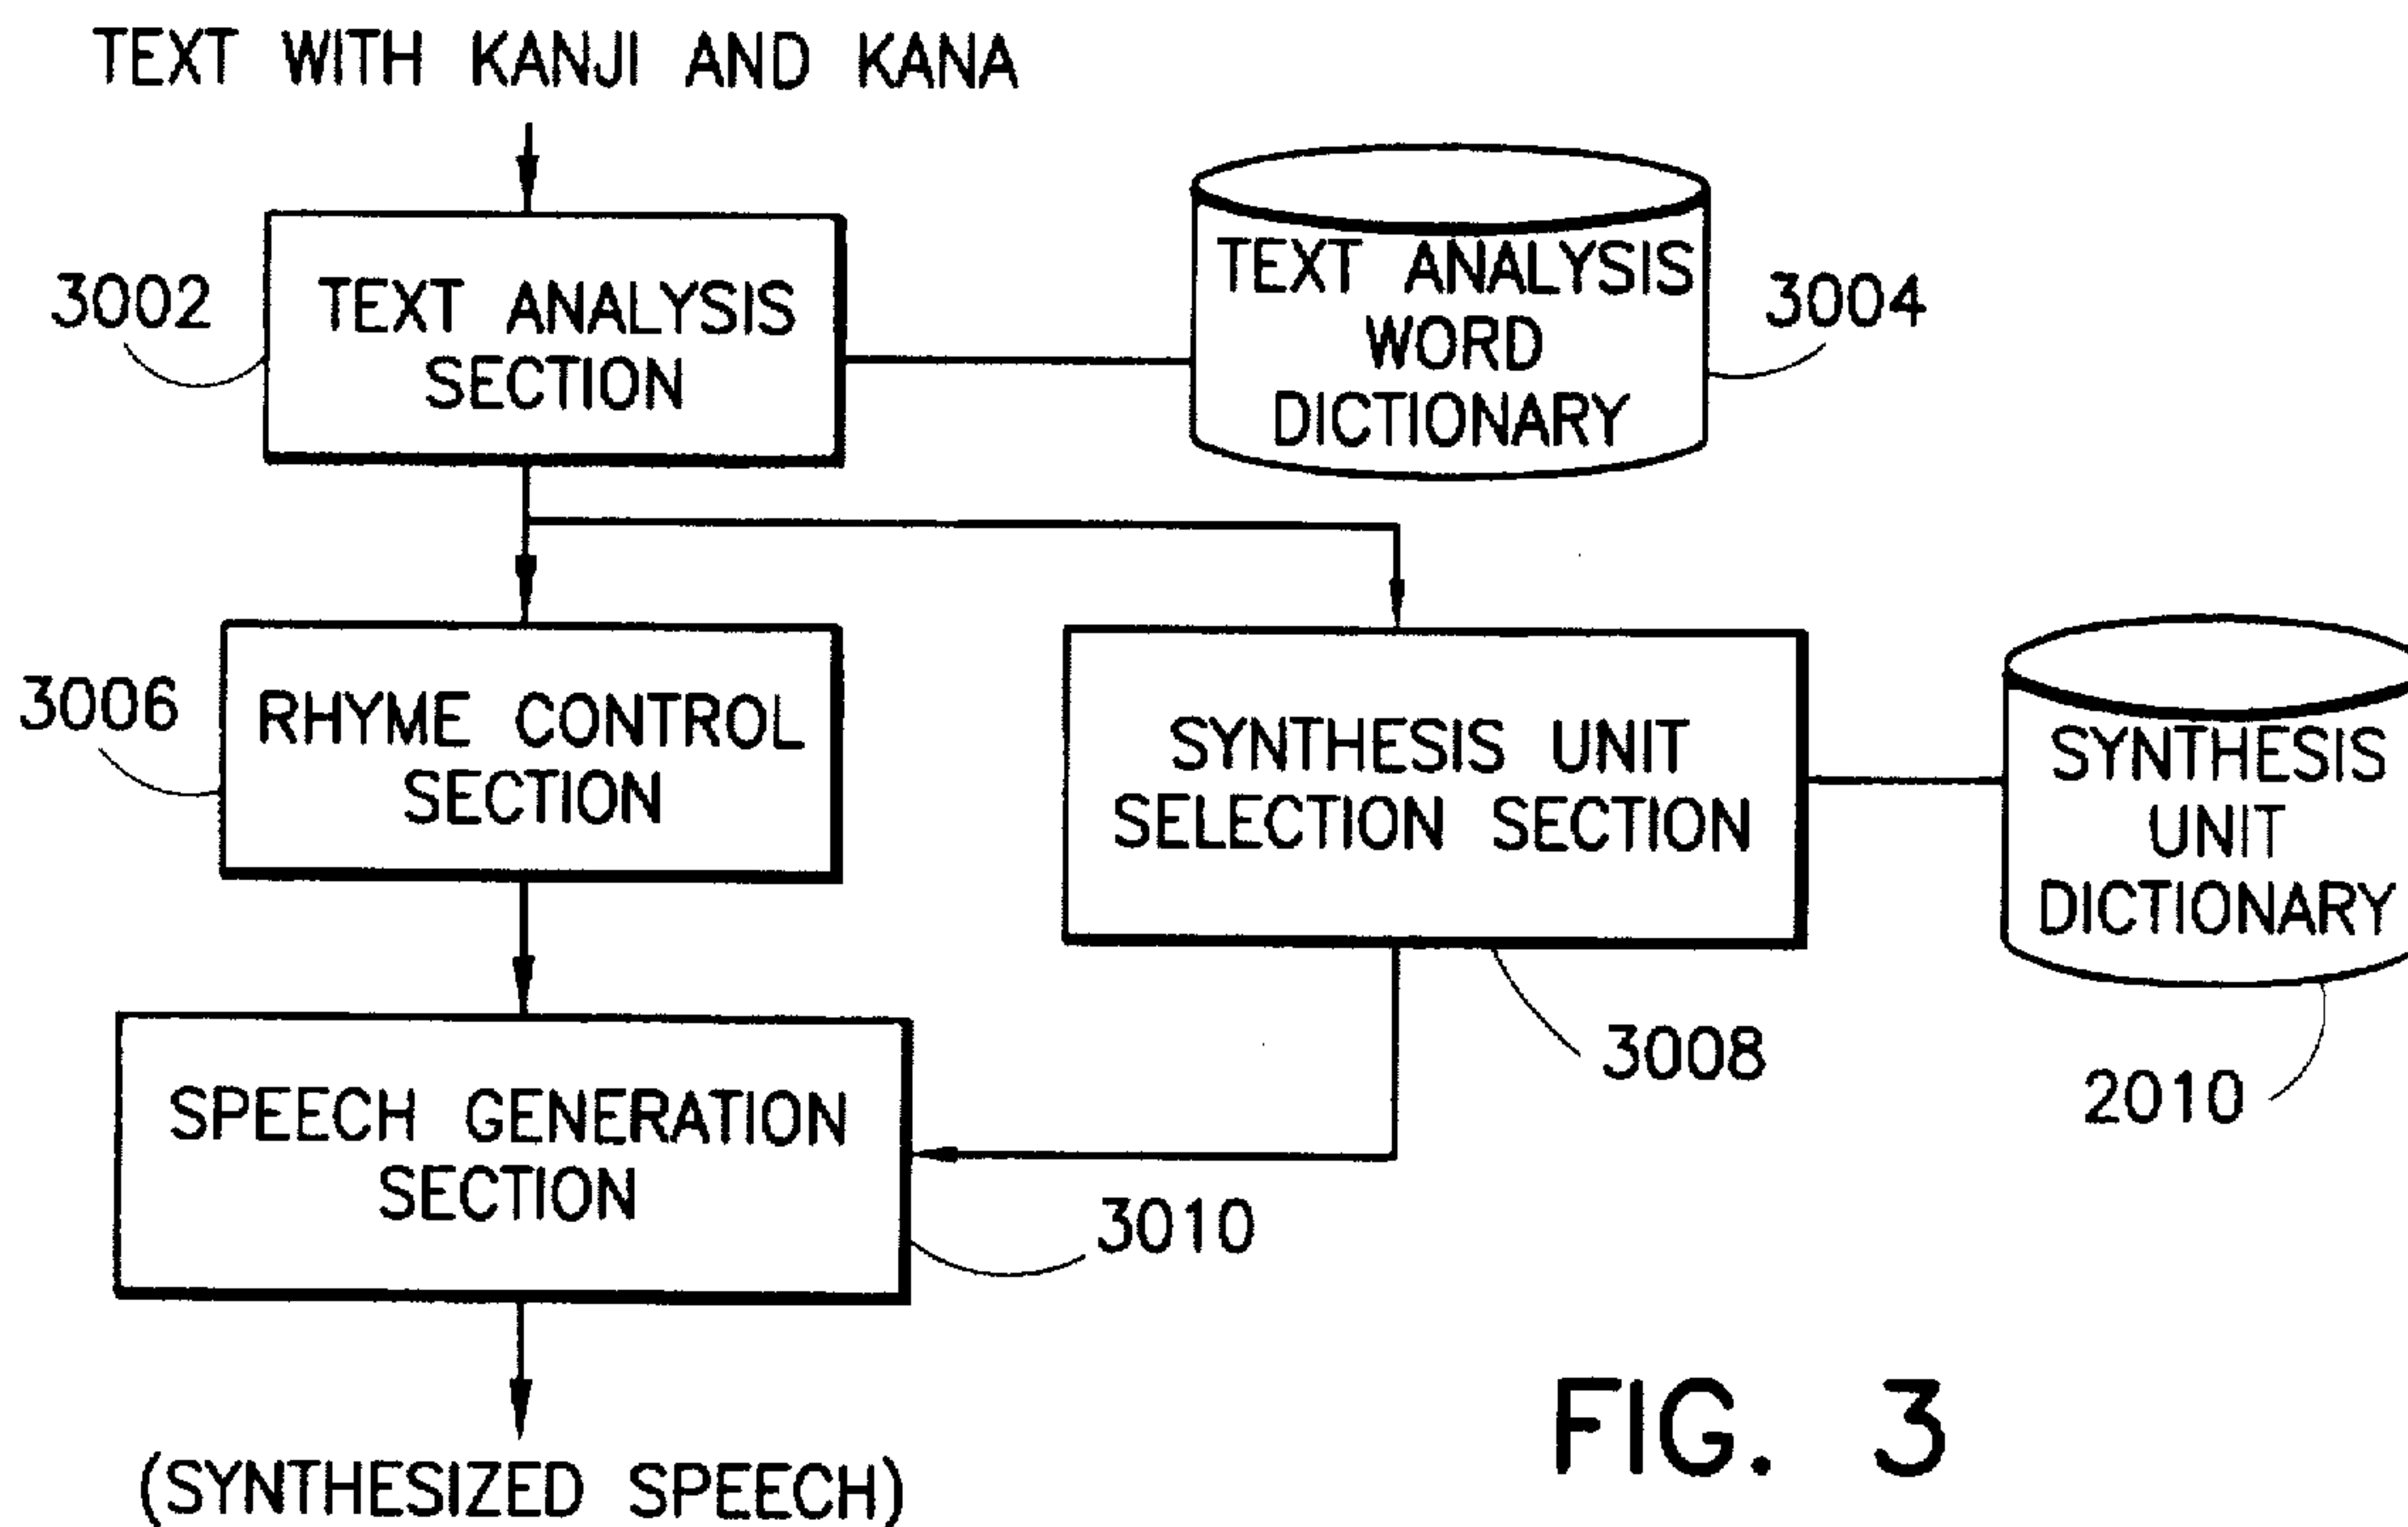 TEXT WITH KANJI AND KANA
TEXT ANALYSIS
SECTION
3002
TEXT ANALYSIS
WORD
DICTIONARY
3004
RHYME CONTROL
SECTION
3006
SYNTHESIS UNIT
SELECTION SECTION
3008
SYNTHESIS
UNIT
DICTIONARY
2010
SPEECH GENERATION
SECTION
3010
(SYNTHESIZED SPEECH)
FIG. 3